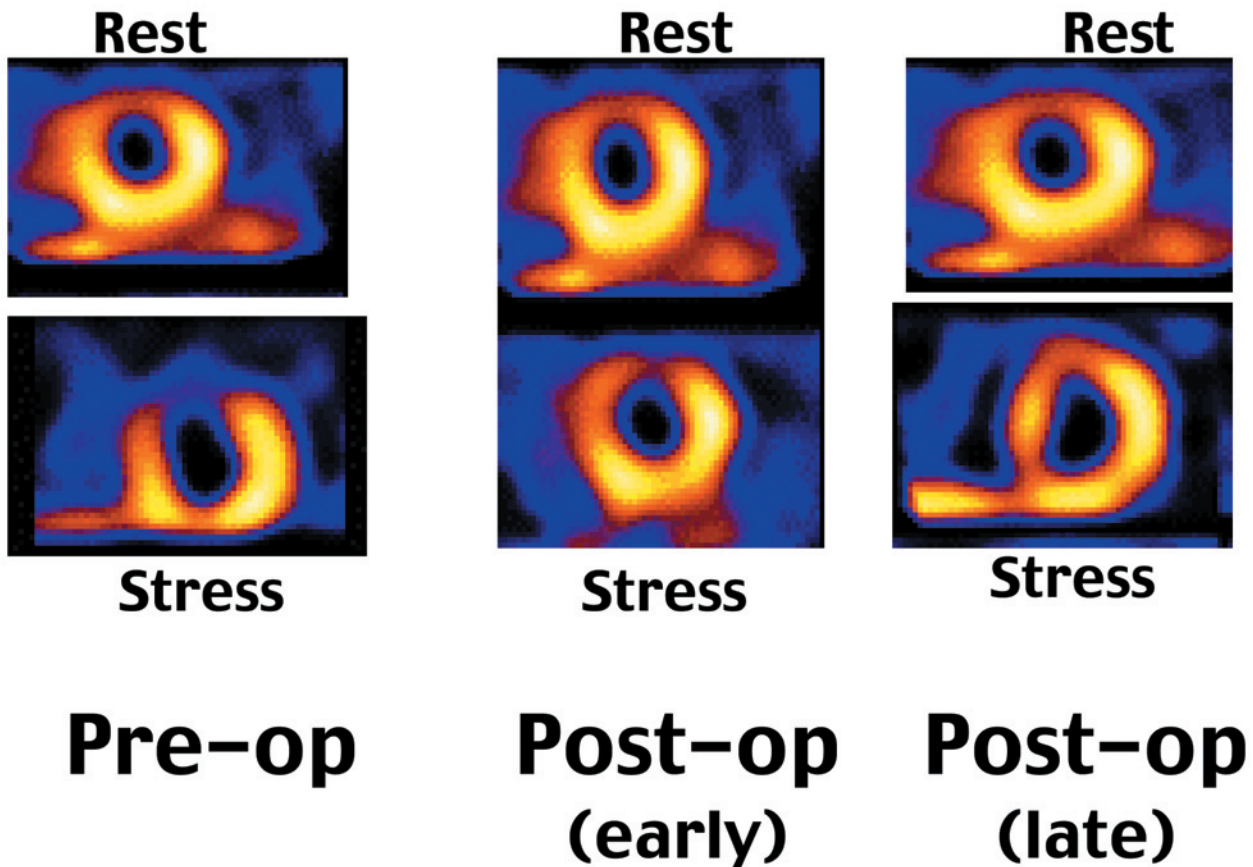 Rest
Rest
Rest
Stress
Stress
Stress
Pre-op
Post-op
Post-op
(early)
(late)